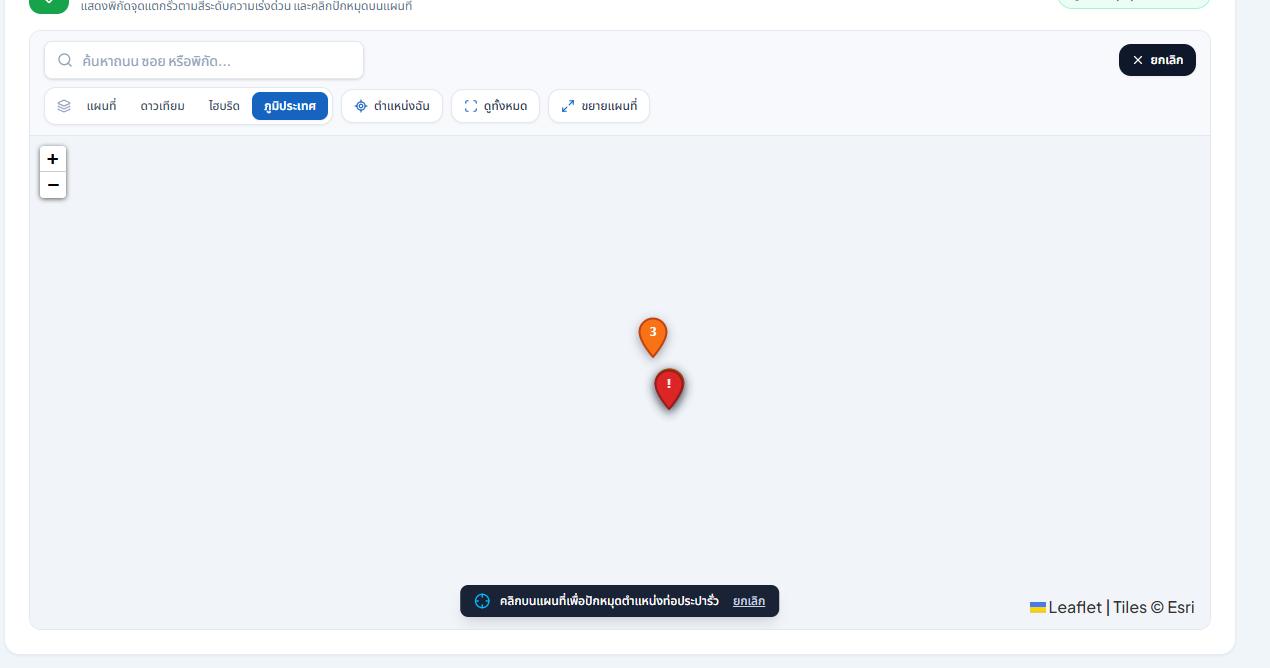 แสดงพิกัดจุดแตกรั่วตามสีระดับความเร่งด่วน และคลิกปักหมุดบนแผนที่
ค้นหาถนน ซอย หรือพิกัด...
ยกเลิก
แผนที่ ดาวเทียม ไฮบริด ภูมิประเทศ ตำแหน่งฉัน ดูทั้งหมด ขยายแผนที่
+
−
3
!
คลิกบนแผนที่เพื่อปักหมุดตำแหน่งท่อประปารั่ว ยกเลิก
Leaflet | Tiles © Esri